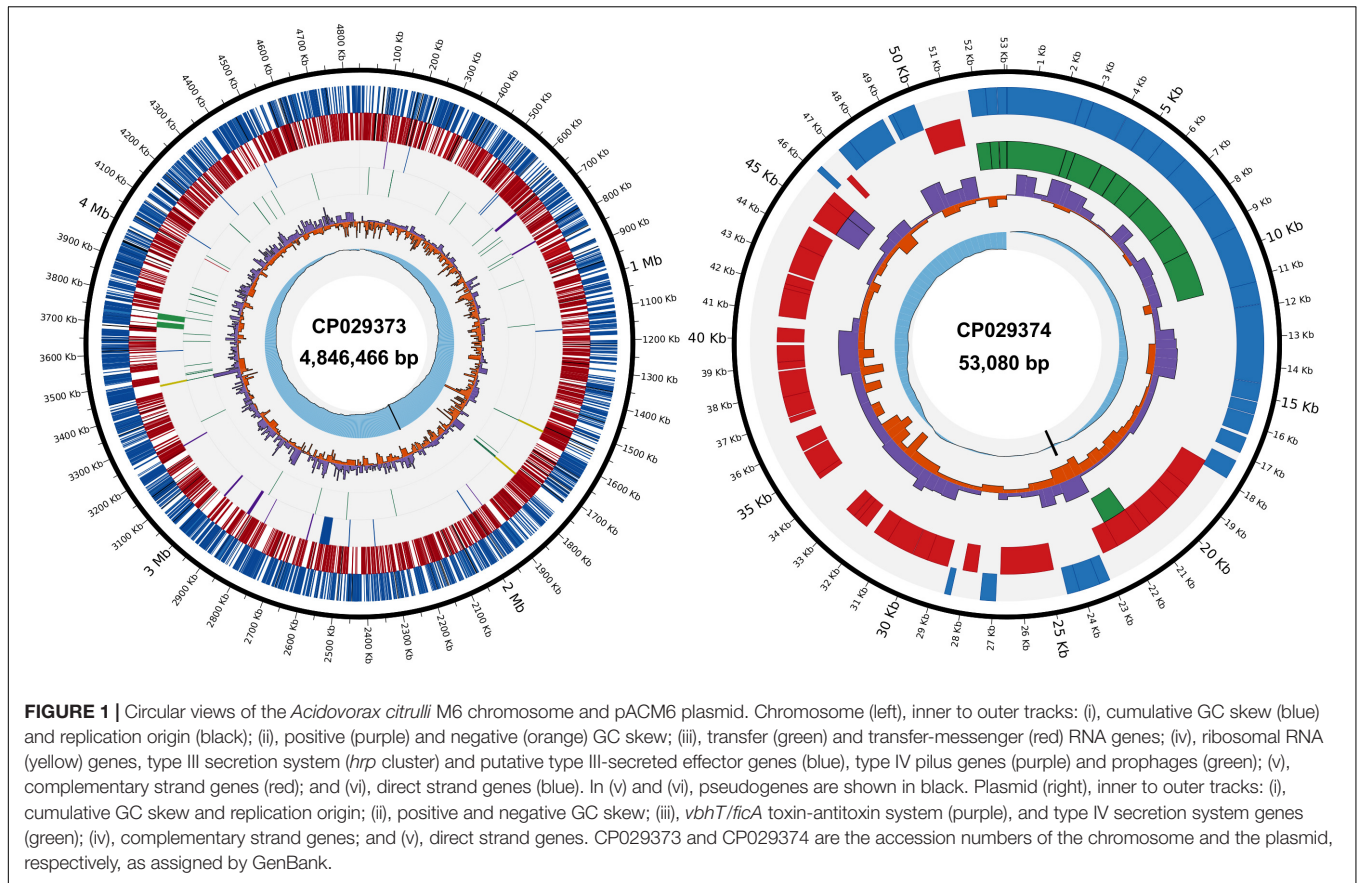 100 Kb
200 Kb
300 Kb
400 Kb
500 Kb
600 Kb
700 Kb
800 Kb
900 Kb
1 Mb
1100 Kb
1200 Kb
1300 Kb
1400 Kb
1500 Kb
1600 Kb
1700 Kb
1800 Kb
1900 Kb
2 Mb
2100 Kb
2200 Kb
2300 Kb
2400 Kb
2500 Kb
2600 Kb
2700 Kb
2800 Kb
2900 Kb
3 Mb
3100 Kb
3200 Kb
3300 Kb
3400 Kb
3500 Kb
3600 Kb
3700 Kb
3800 Kb
3900 Kb
4 Mb
4100 Kb
4200 Kb
4300 Kb
4400 Kb
4500 Kb
4600 Kb
4700 Kb
4800 Kb
CP029373
4,846,466 bp
1 Kb
2 Kb
3 Kb
4 Kb
5 Kb
6 Kb
7 Kb
8 Kb
9 Kb
10 Kb
11 Kb
12 Kb
13 Kb
14 Kb
15 Kb
16 Kb
17 Kb
18 Kb
19 Kb
20 Kb
21 Kb
22 Kb
23 Kb
24 Kb
25 Kb
26 Kb
27 Kb
28 Kb
29 Kb
30 Kb
31 Kb
32 Kb
33 Kb
34 Kb
35 Kb
36 Kb
37 Kb
38 Kb
39 Kb
40 Kb
41 Kb
42 Kb
43 Kb
44 Kb
45 Kb
46 Kb
47 Kb
48 Kb
49 Kb
50 Kb
51 Kb
52 Kb
53 Kb
CP029374
53,080 bp
FIGURE 1 | Circular views of the Acidovorax citrulli M6 chromosome and pACM6 plasmid. Chromosome (left), inner to outer tracks: (i), cumulative GC skew (blue)
and replication origin (black); (ii), positive (purple) and negative (orange) GC skew; (iii), transfer (green) and transfer-messenger (red) RNA genes; (iv), ribosomal RNA
(yellow) genes, type III secretion system (hrp cluster) and putative type III-secreted effector genes (blue), type IV pilus genes (purple) and prophages (green); (v),
complementary strand genes (red); and (vi), direct strand genes (blue). In (v) and (vi), pseudogenes are shown in black. Plasmid (right), inner to outer tracks: (i),
cumulative GC skew and replication origin; (ii), positive and negative GC skew; (iii), vbhT/ficA toxin-antitoxin system (purple), and type IV secretion system genes
(green); (iv), complementary strand genes; and (v), direct strand genes. CP029373 and CP029374 are the accession numbers of the chromosome and the plasmid,
respectively, as assigned by GenBank.